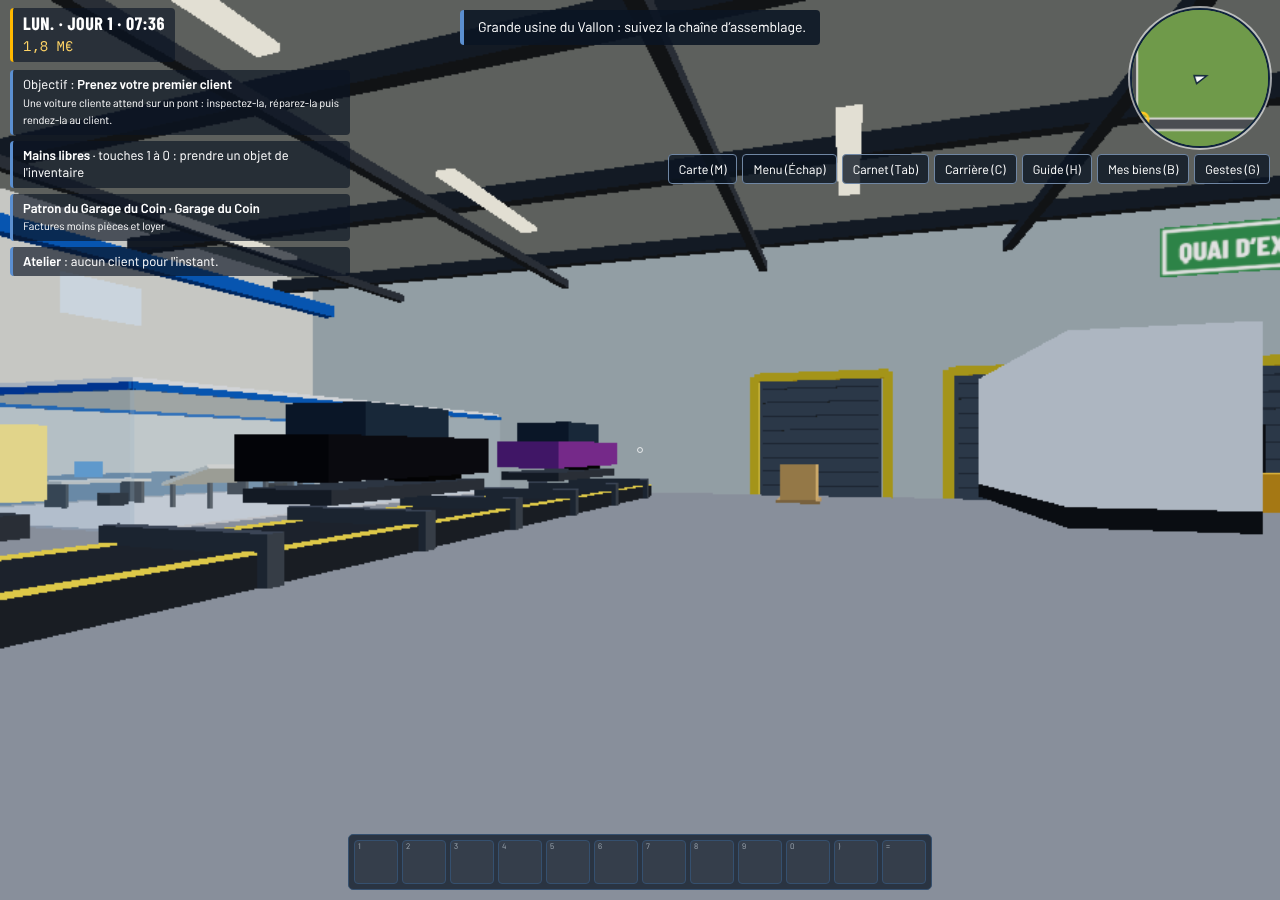 LUN. · JOUR 1 · 07:36
1,8 M€
Grande usine du Vallon : suivez la chaîne d'assemblage.
Objectif : Prenez votre premier client
Une voiture cliente attend sur un pont : inspectez-la, réparez-la puis
rendez-la au client.
Mains libres · touches 1 à 0 : prendre un objet de
l'inventaire
Carte (M) Menu (Échap) Carnet (Tab) Carrière (C) Guide (H) Mes biens (B) Gestes (G)
Patron du Garage du Coin · Garage du Coin
Factures moins pièces et loyer
Atelier : aucun client pour l'instant.
QUAI D'EX
1 2 3 4 5 6 7 8 9 0 ) =